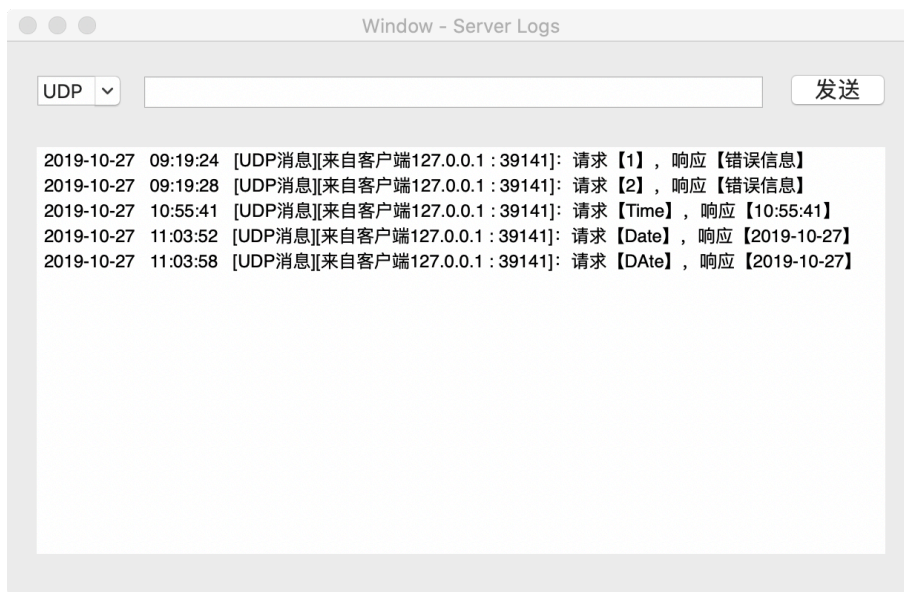 Window - Server Logs
UDP 发送
2019-10-27 09:19:24 [UDP消息][来自客户端127.0.0.1 : 39141]：请求【1】，响应【错误信息】
2019-10-27 09:19:28 [UDP消息][来自客户端127.0.0.1 : 39141]：请求【2】，响应【错误信息】
2019-10-27 10:55:41 [UDP消息][来自客户端127.0.0.1 : 39141]：请求【Time】，响应【10:55:41】
2019-10-27 11:03:52 [UDP消息][来自客户端127.0.0.1 : 39141]：请求【Date】，响应【2019-10-27】
2019-10-27 11:03:58 [UDP消息][来自客户端127.0.0.1 : 39141]：请求【DAte】，响应【2019-10-27】